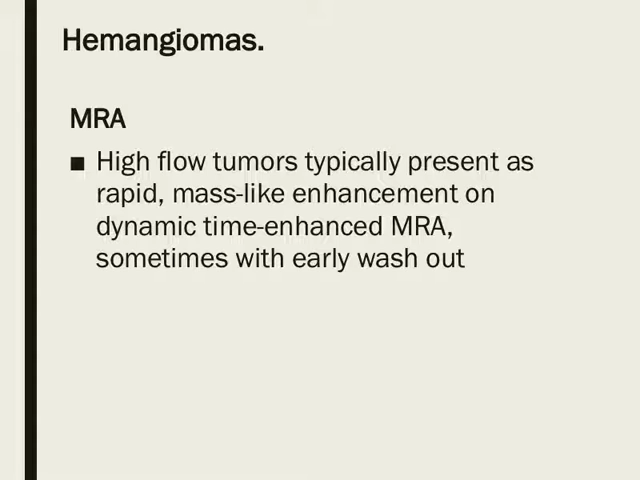 Hemangiomas.
MRA
■ High flow tumors typically present as
rapid, mass-like enhancement on
dynamic time-enhanced MRA,
sometimes with early wash out